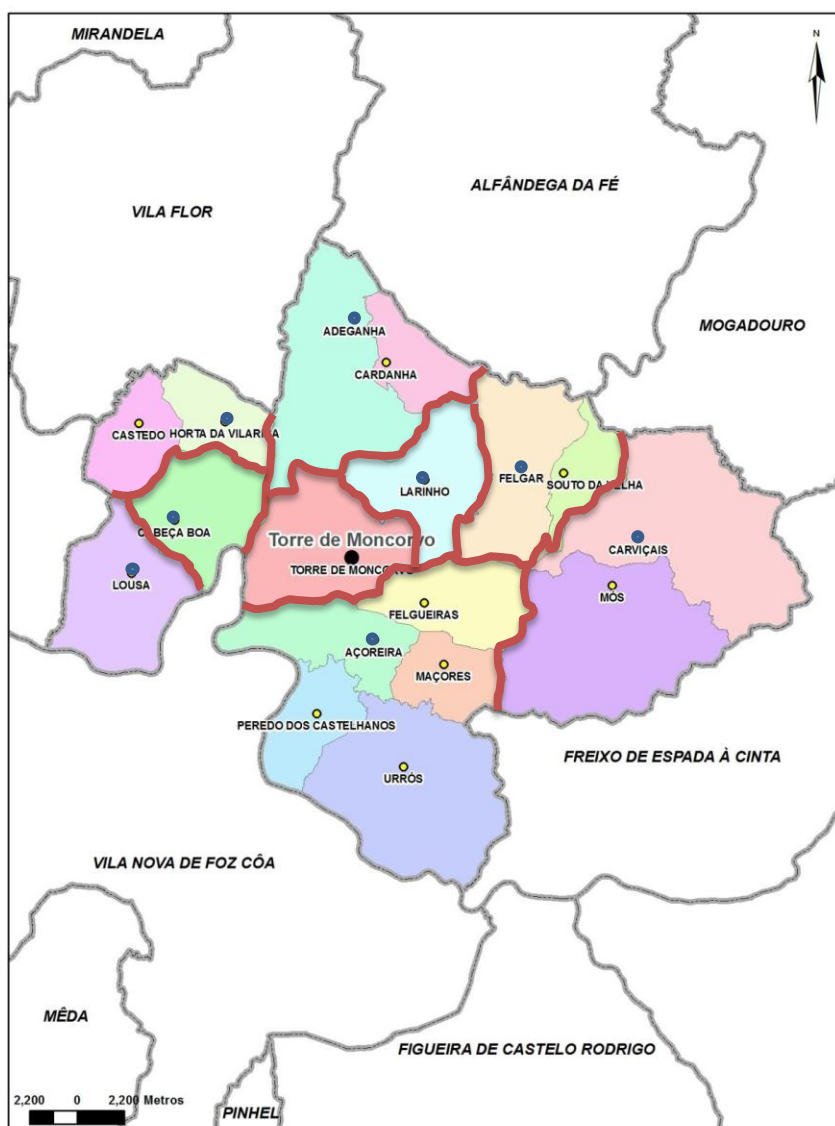 MIRANDELA
N
ALFÂNDEGA DA FÉ
VILA FLOR
MOGADOURO
ADEGANHA
CARDANHA
CASTEDO
HORTA DA VILARIÇA
LARINHO
FELGAR
SOUTO DA VELHA
CABEÇA BOA
Torre de Moncorvo
CARVIÇAIS
LOUSA
TORRE DE MONCORVO
MÓS
FELGUEIRAS
AÇOREIRA
MAÇORES
PEREDO DOS CASTELHANOS
FREIXO DE ESPADA À CINTA
URRÓS
VILA NOVA DE FOZ CÔA
MÊDA
FIGUEIRA DE CASTELO RODRIGO
2,200 0 2,200 Metros
PINHEL